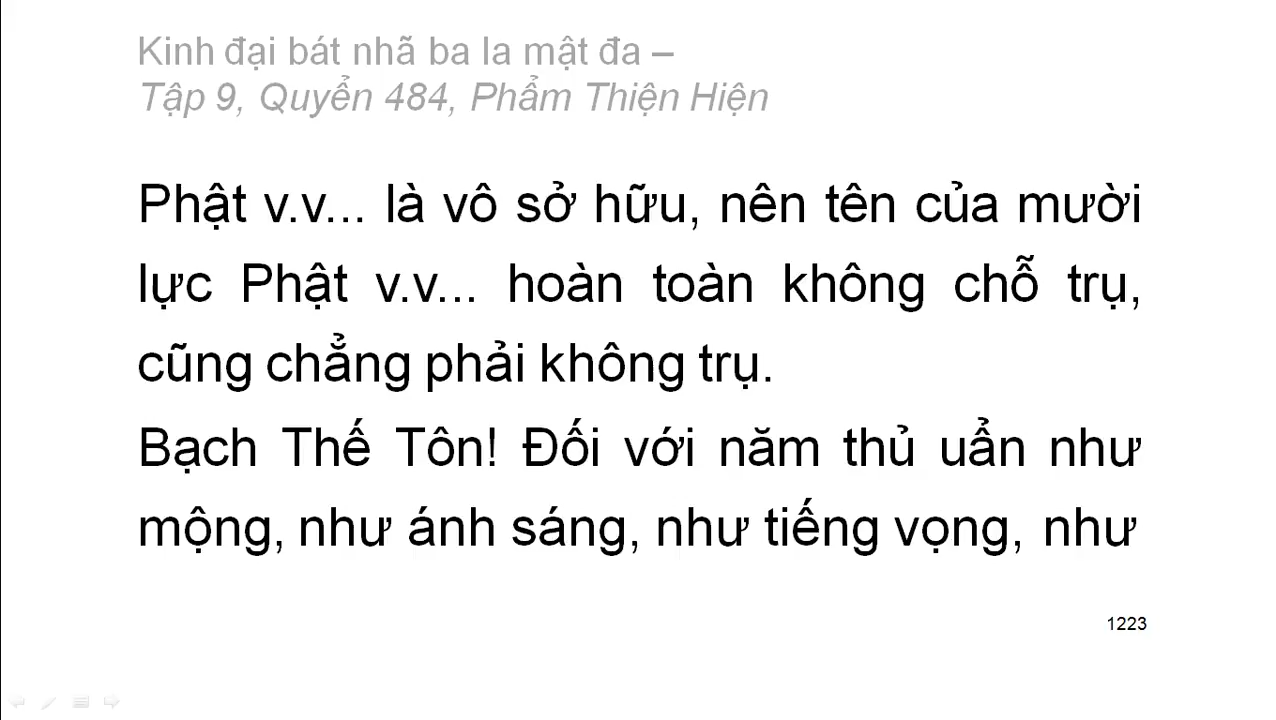 Kinh đại bát nhã ba la mật đa –
Tập 9, Quyển 484, Phẩm Thiện Hiện
Phật v.v... là vô sở hữu, nên tên của mười
lực Phật v.v... hoàn toàn không chỗ trụ,
cũng chẳng phải không trụ.
Bạch Thế Tôn! Đối với năm thủ uẩn như
mộng, như ánh sáng, như tiếng vọng, như
1223